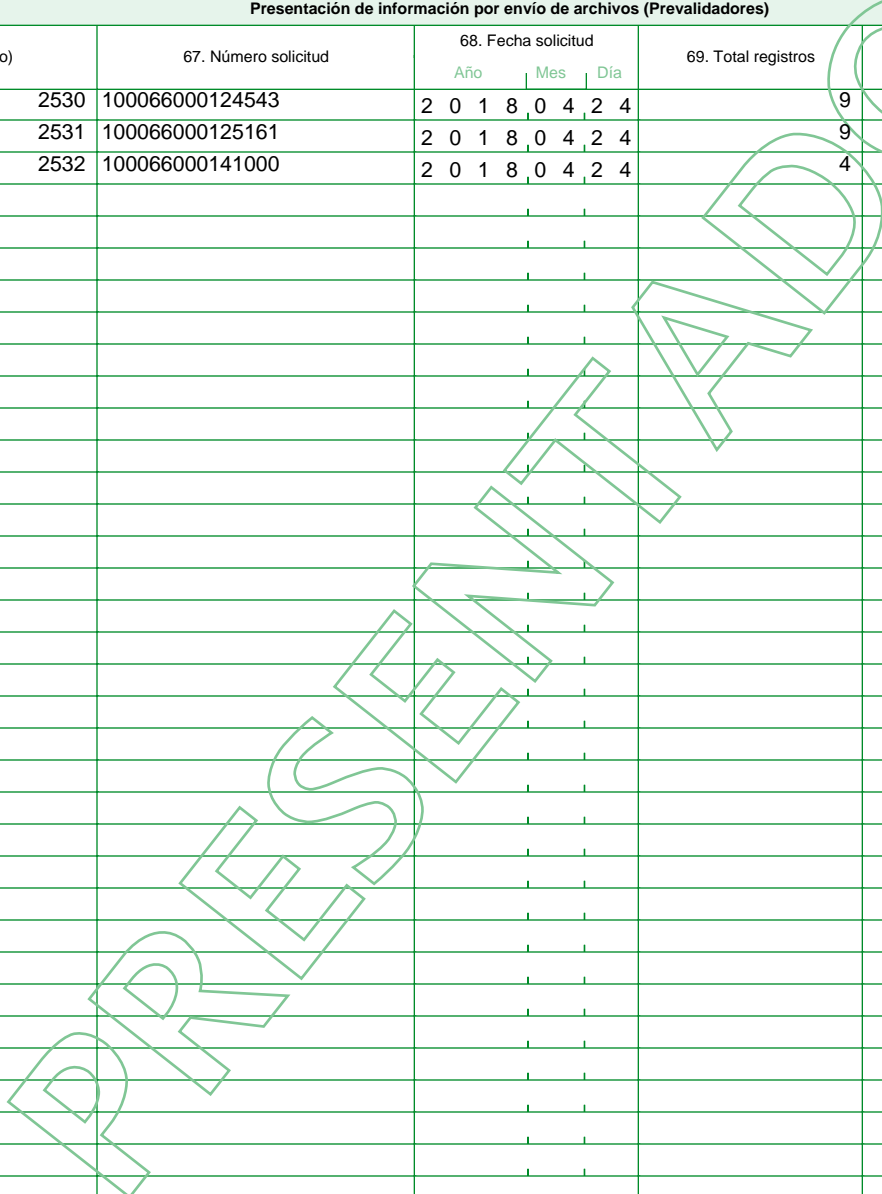 Presentación de información por envío de archivos (Prevalidadores)
o) 67. Número solicitud 68. Fecha solicitud 69. Total registros
Año Mes Día
2530 100066000124543 2 0 1 8 0 4 2 4 9
2531 100066000125161 2 0 1 8 0 4 2 4 9
2532 100066000141000 2 0 1 8 0 4 2 4 4
PRESENTADO